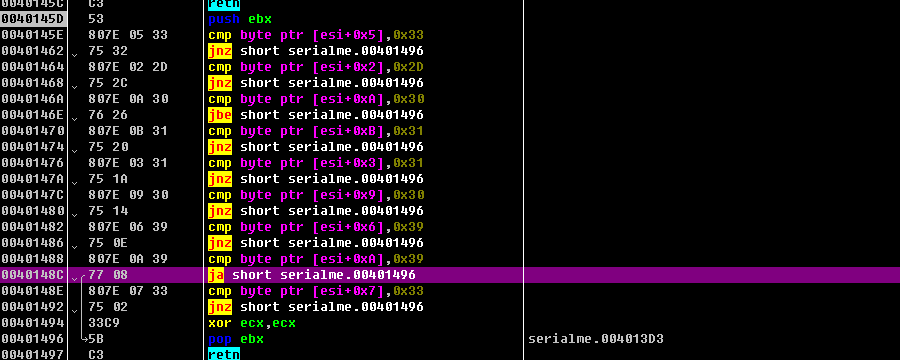 0040145C C3 retn
0040145D 53 push ebx
0040145E 807E 05 33 cmp byte ptr [esi+0x5],0x33
00401462 75 32 jnz short serialme.00401496
00401464 807E 02 2D cmp byte ptr [esi+0x2],0x2D
00401468 75 2C jnz short serialme.00401496
0040146A 807E 0A 30 cmp byte ptr [esi+0xA],0x30
0040146E 76 26 jbe short serialme.00401496
00401470 807E 0B 31 cmp byte ptr [esi+0xB],0x31
00401474 75 20 jnz short serialme.00401496
00401476 807E 03 31 cmp byte ptr [esi+0x3],0x31
0040147A 75 1A jnz short serialme.00401496
0040147C 807E 09 30 cmp byte ptr [esi+0x9],0x30
00401480 75 14 jnz short serialme.00401496
00401482 807E 06 39 cmp byte ptr [esi+0x6],0x39
00401486 75 0E jnz short serialme.00401496
00401488 807E 0A 39 cmp byte ptr [esi+0xA],0x39
0040148C 77 08 ja short serialme.00401496
0040148E 807E 07 33 cmp byte ptr [esi+0x7],0x33
00401492 75 02 jnz short serialme.00401496
00401494 33C9 xor ecx,ecx
00401496 5B pop ebx serialme.004013D3
00401497 C3 retn